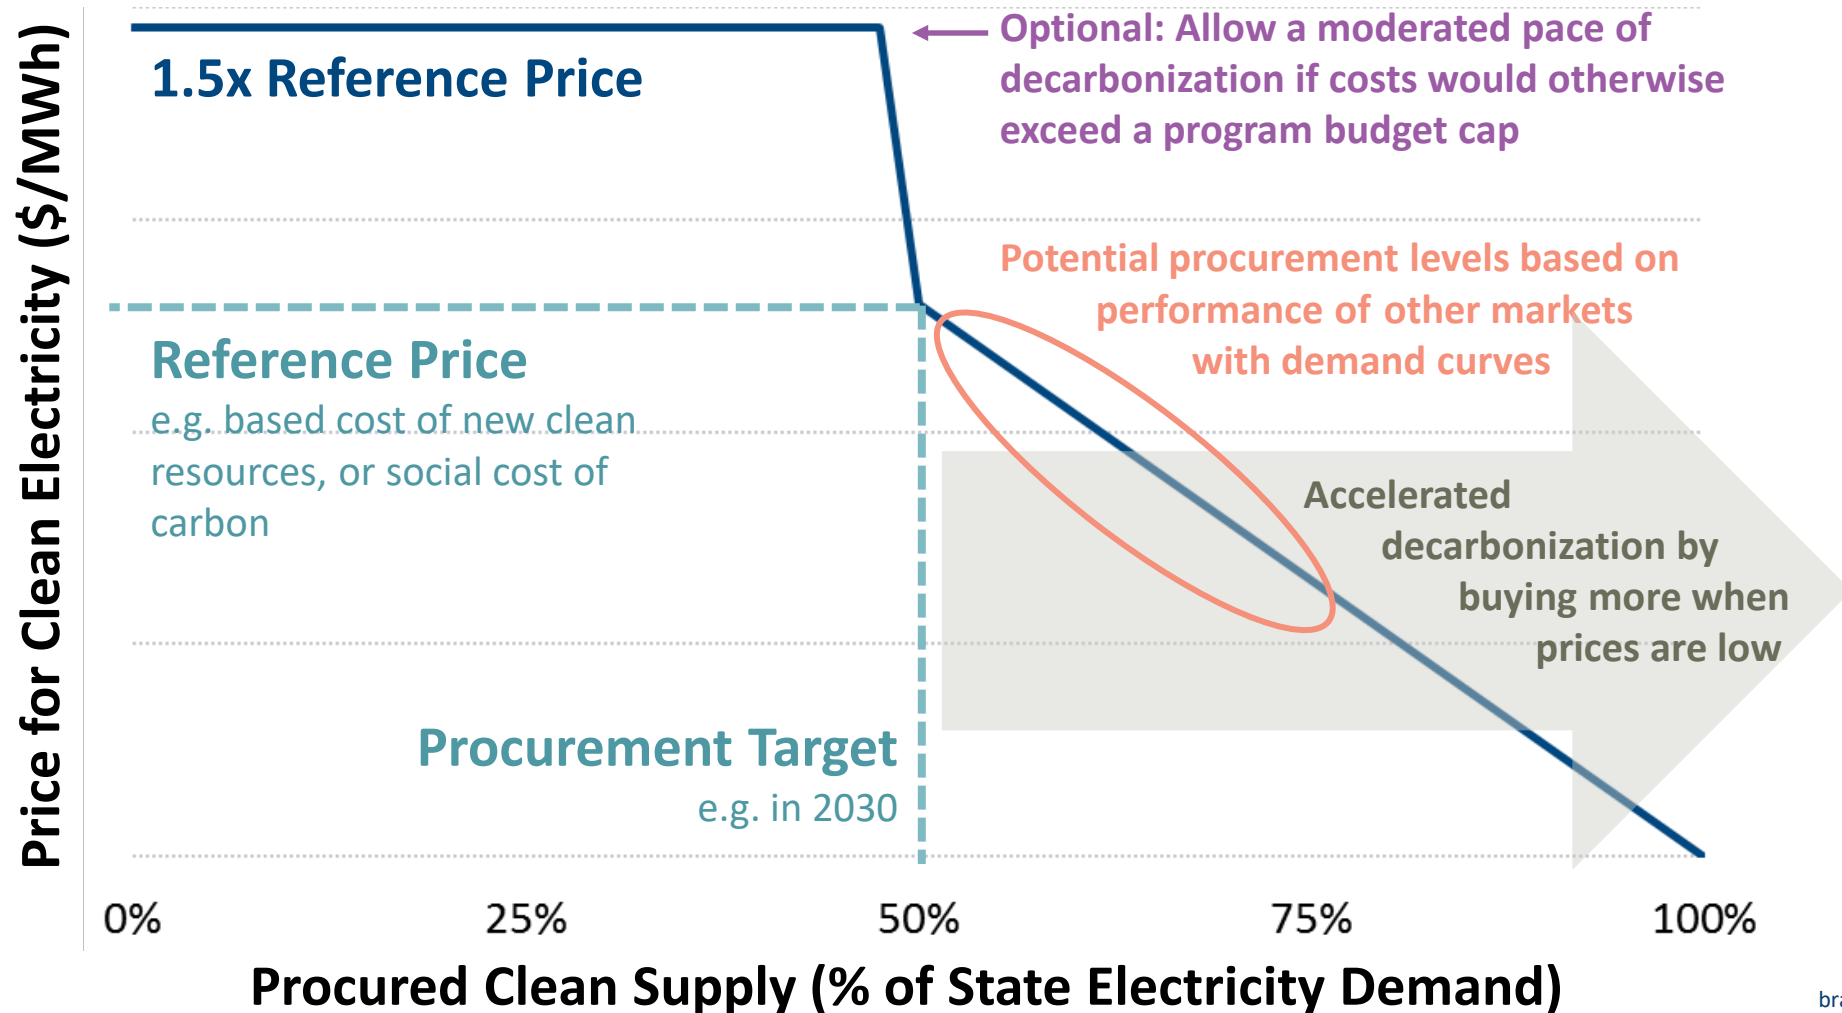 Price for Clean Electricity ($/MWh)
1.5x Reference Price
Optional: Allow a moderated pace of
decarbonization if costs would otherwise
exceed a program budget cap
Potential procurement levels based on
performance of other markets
with demand curves
Reference Price
e.g. based cost of new clean
resources, or social cost of
carbon
Accelerated
decarbonization by
buying more when
prices are low
Procurement Target
e.g. in 2030
0% 25% 50% 75% 100%
Procured Clean Supply (% of State Electricity Demand)